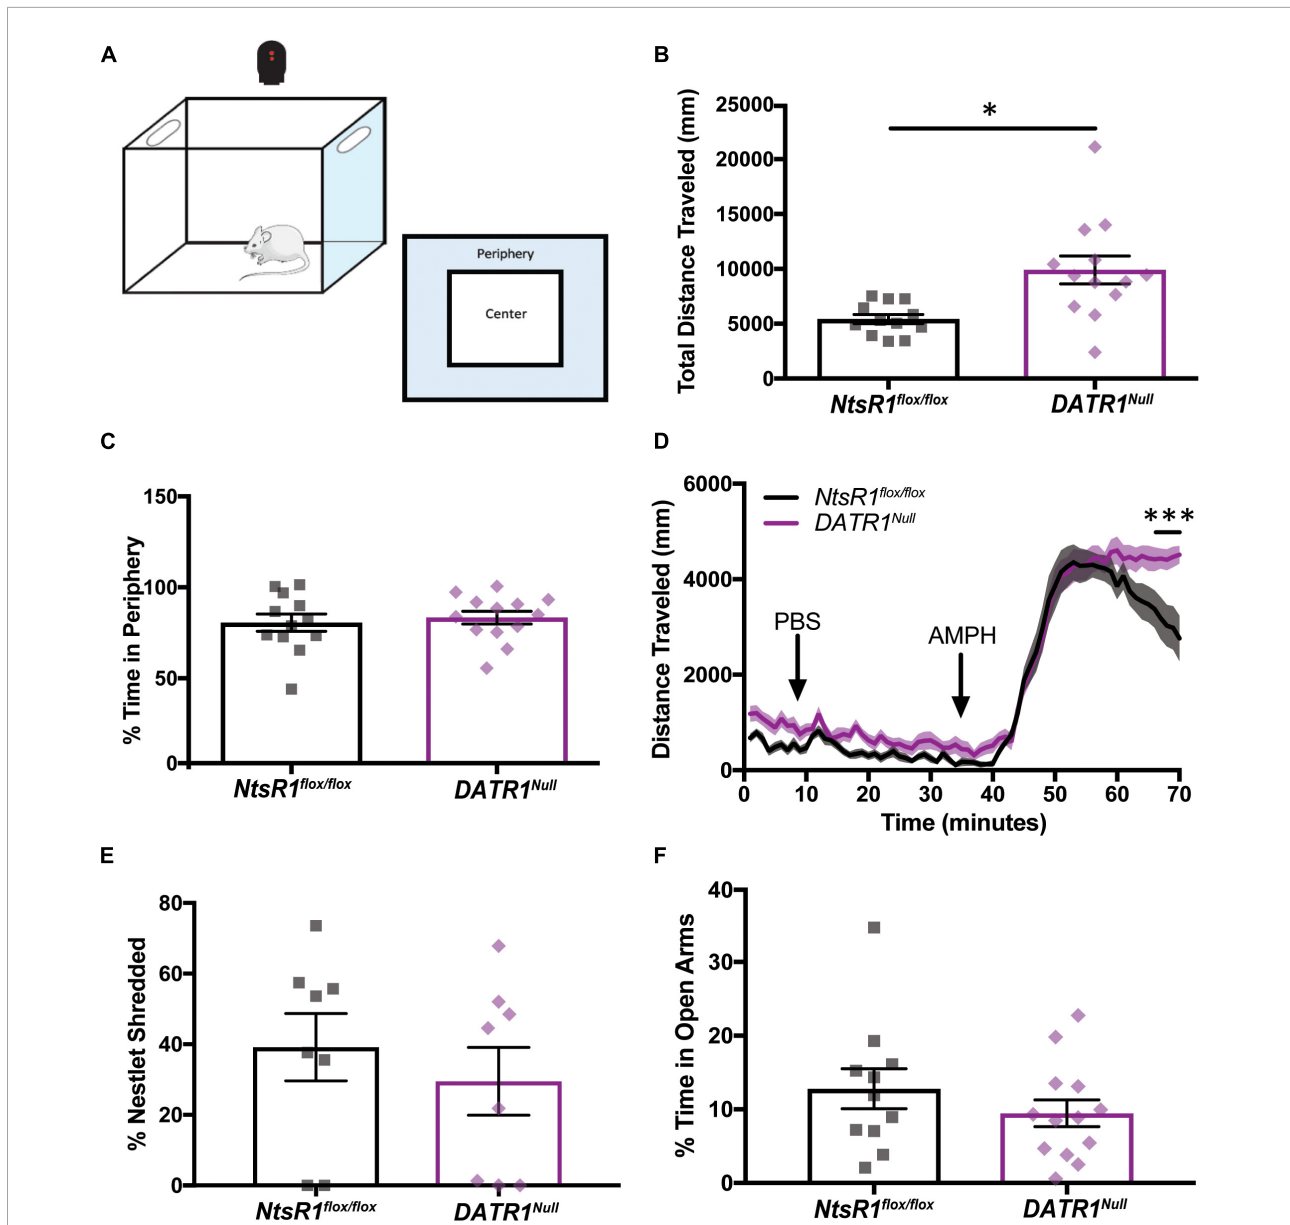 A
Periphery
Center
B
Total Distance Traveled (mm)
25000
20000
15000
10000
5000
0
*
NtsR1flox/flox
DATR1Null
C
% Time in Periphery
150
100
50
0
NtsR1flox/flox
DATR1Null
D
Distance Traveled (mm)
6000
4000
2000
0
NtsR1flox/flox
DATR1Null
***
PBS
AMPH
0 10 20 30 40 50 60 70
Time (minutes)
E
% Nestlet Shredded
80
60
40
20
0
NtsR1flox/flox
DATR1Null
F
% Time in Open Arms
40
30
20
10
0
NtsR1flox/flox
DATR1Null